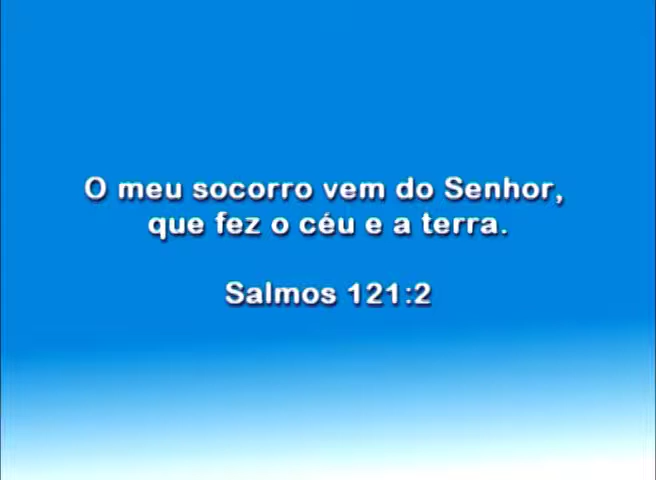 O meu socorro vem do Senhor,
que fez o céu e a terra.
Salmos 121:2